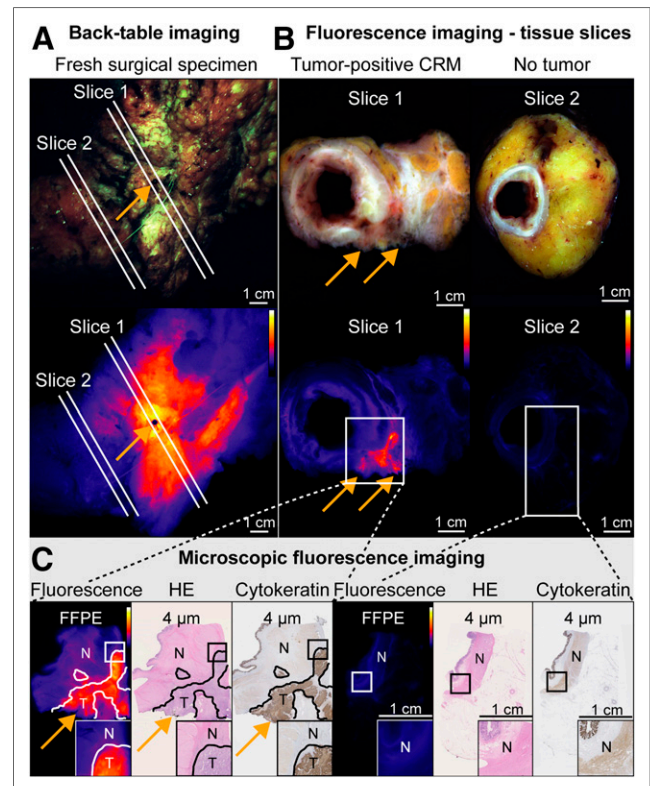 A Back-table imaging
B Fluorescence imaging - tissue slices
Fresh surgical specimen
Tumor-positive CRM
No tumor
Slice 1
Slice 2
1 cm
Slice 1
1 cm
Slice 2
1 cm
Slice 1
Slice 2
1 cm
Slice 1
1 cm
Slice 2
1 cm
C Microscopic fluorescence imaging
Fluorescence HE Cytokeratin Fluorescence HE Cytokeratin
FFPE 4 μm 4 μm FFPE 4 μm 4 μm
N N N N N N
T T T
1 cm 1 cm 1 cm
N N N N N N
T T T